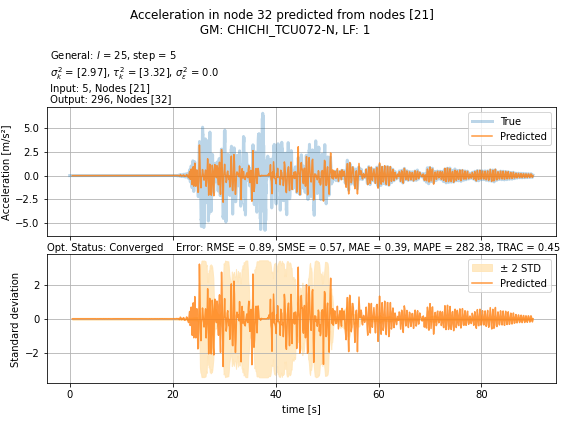 Acceleration in node 32 predicted from nodes [21]
GM: CHICHI_TCU072-N, LF: 1
General: l = 25, step = 5
σ²ₖ = [2.97], τ²ₖ = [3.32], σ²ε = 0.0
Input: 5, Nodes [21]
Output: 296, Nodes [32]
Acceleration [m/s²]
5.0
2.5
0.0
−2.5
−5.0
True
Predicted
Opt. Status: Converged Error: RMSE = 0.89, SMSE = 0.57, MAE = 0.39, MAPE = 282.38, TRAC = 0.45
Standard deviation
2
0
−2
± 2 STD
Predicted
0 20 40 60 80
time [s]